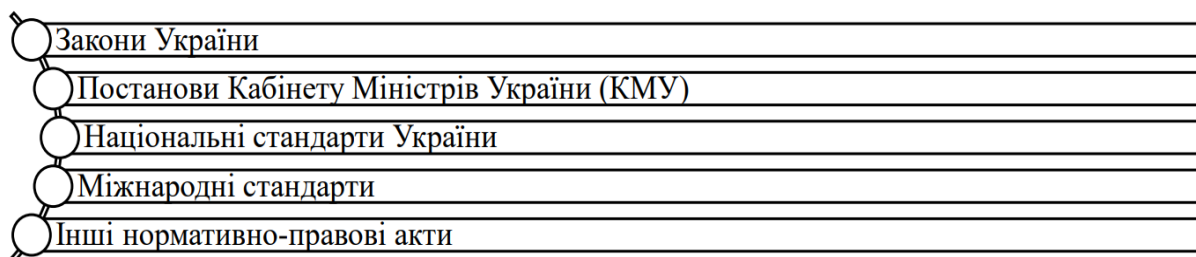 Закони України
Постанови Кабінету Міністрів України (КМУ)
Національні стандарти України
Міжнародні стандарти
Інші нормативно-правові акти